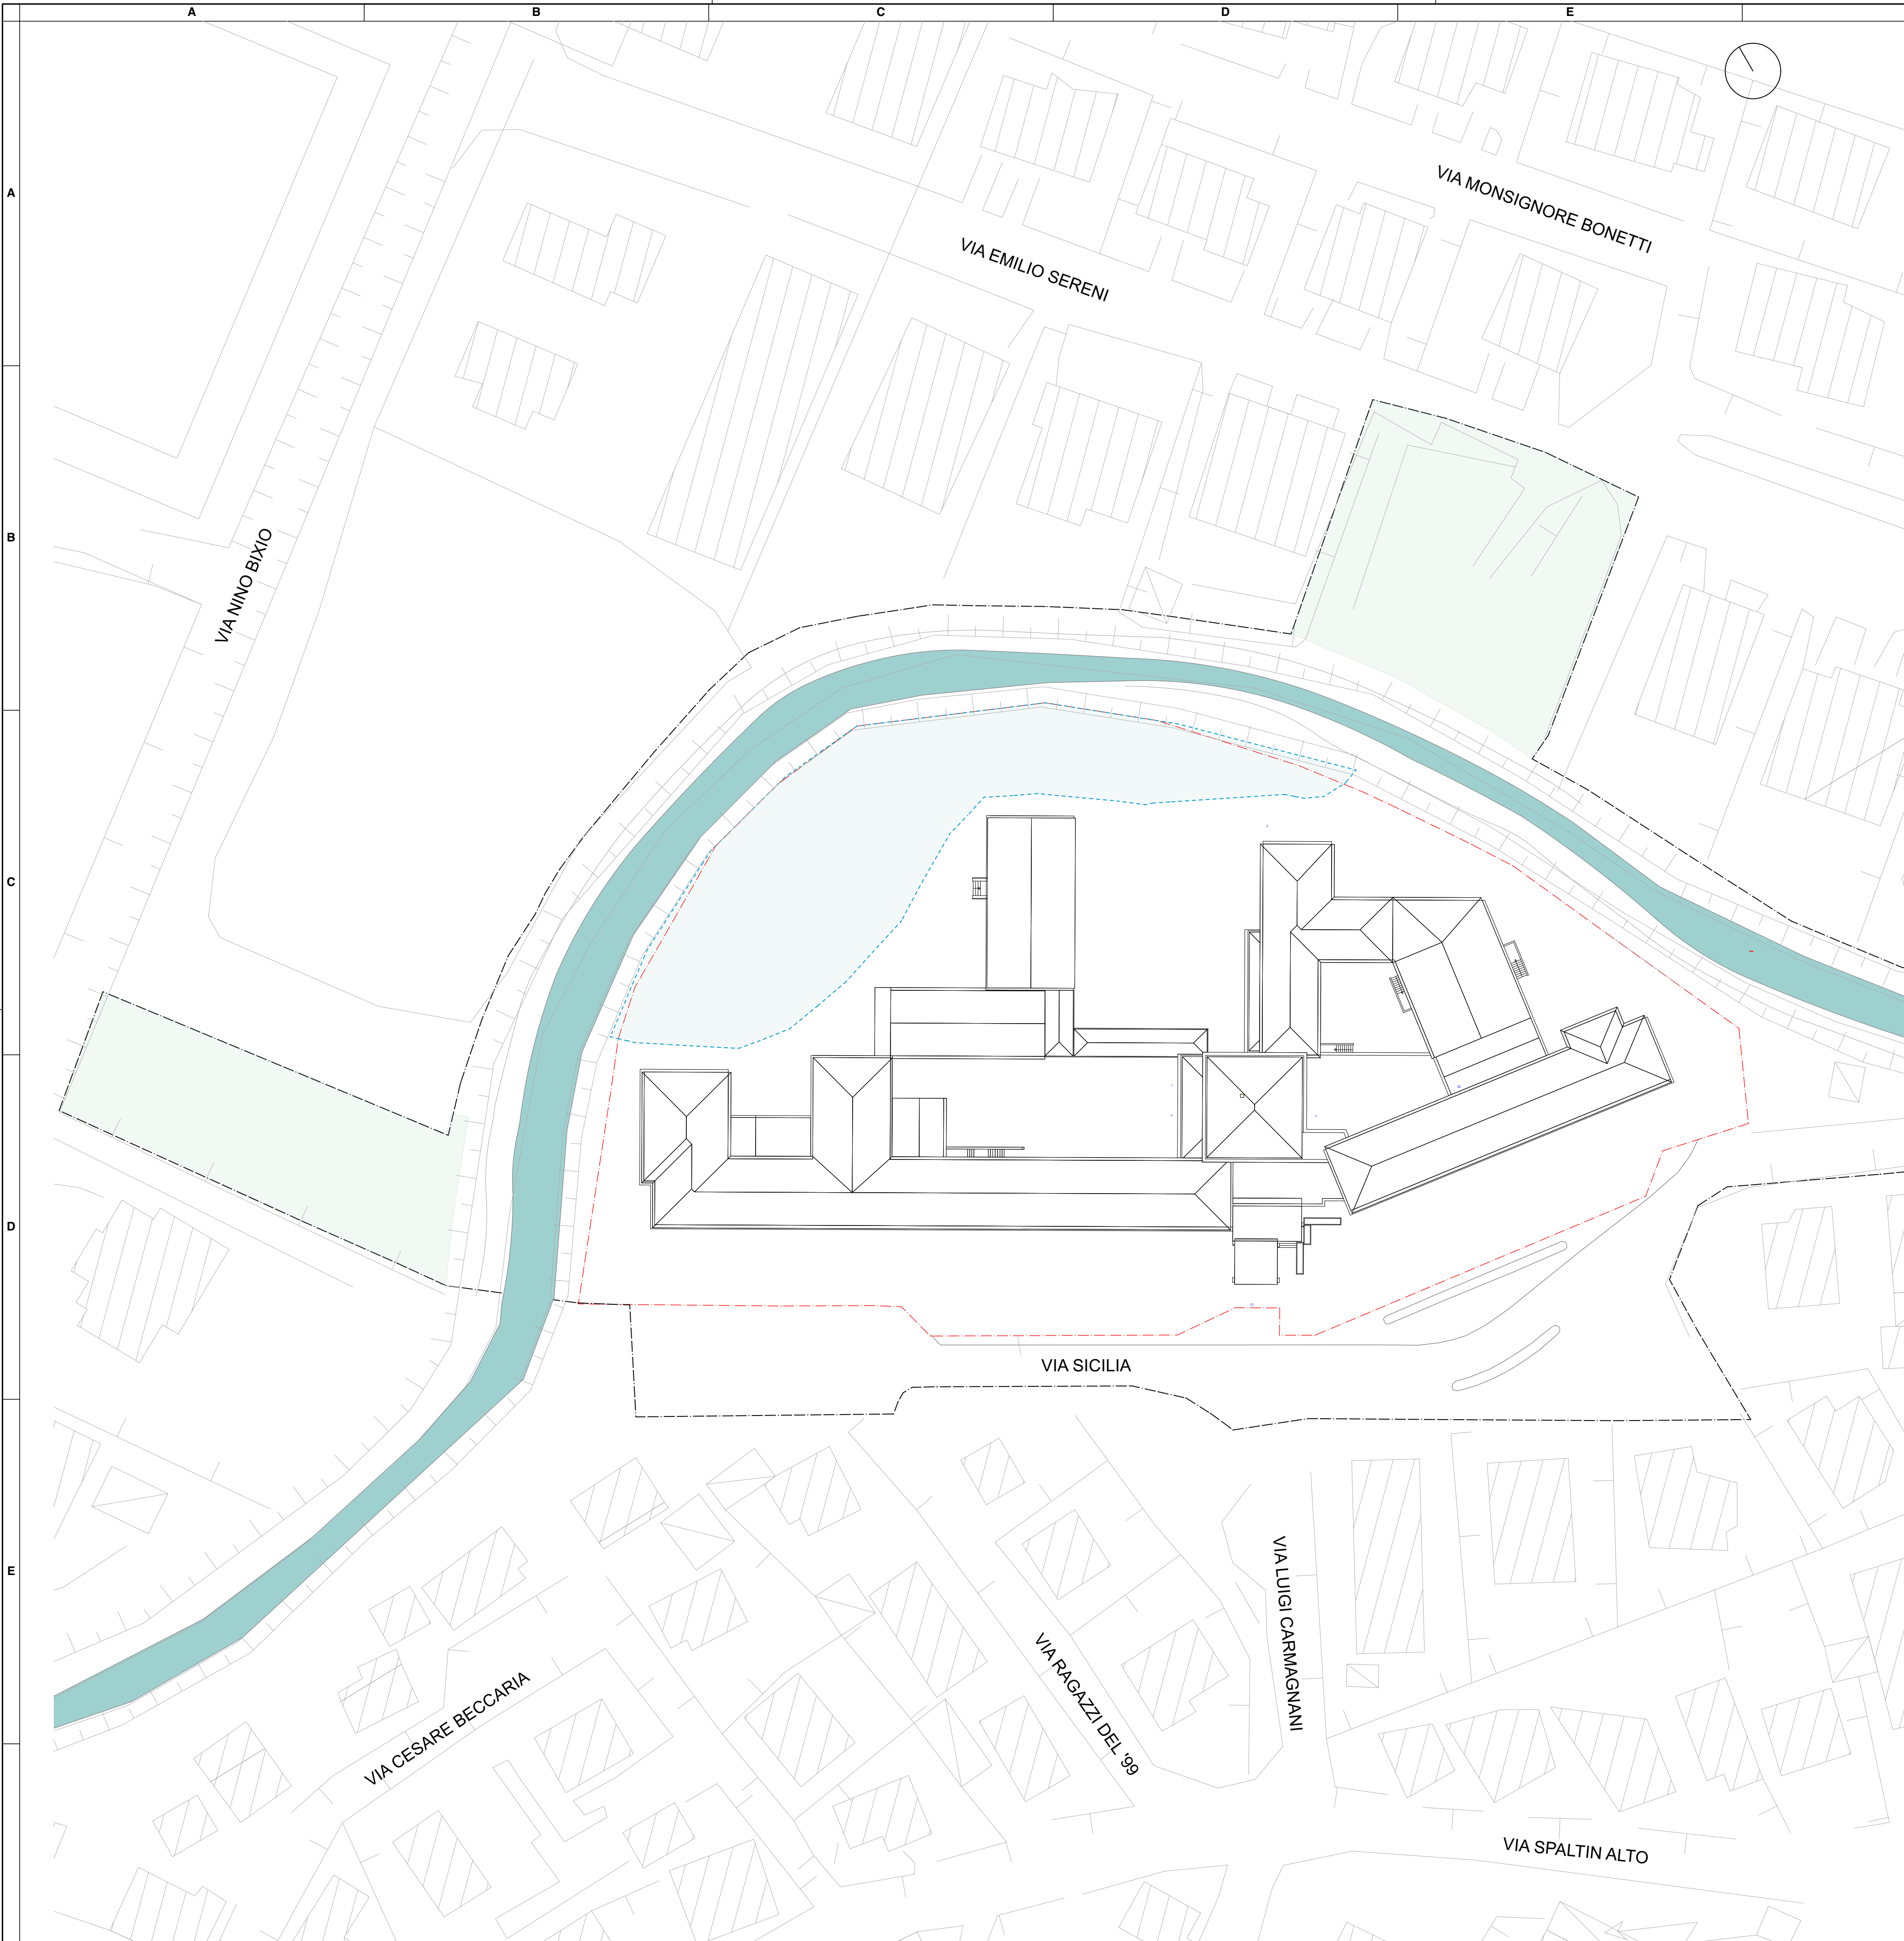 A B C D E
A
VIA MONSIGNORE BONETTI
VIA EMILIO SERENI
B
VIA NINO BIXIO
C
D
VIA SICILIA
E
VIA LUIGI CARMAGNANI
VIA RAGAZZI DEL '99
VIA CESARE BECCARIA
VIA SPALTIN ALTO